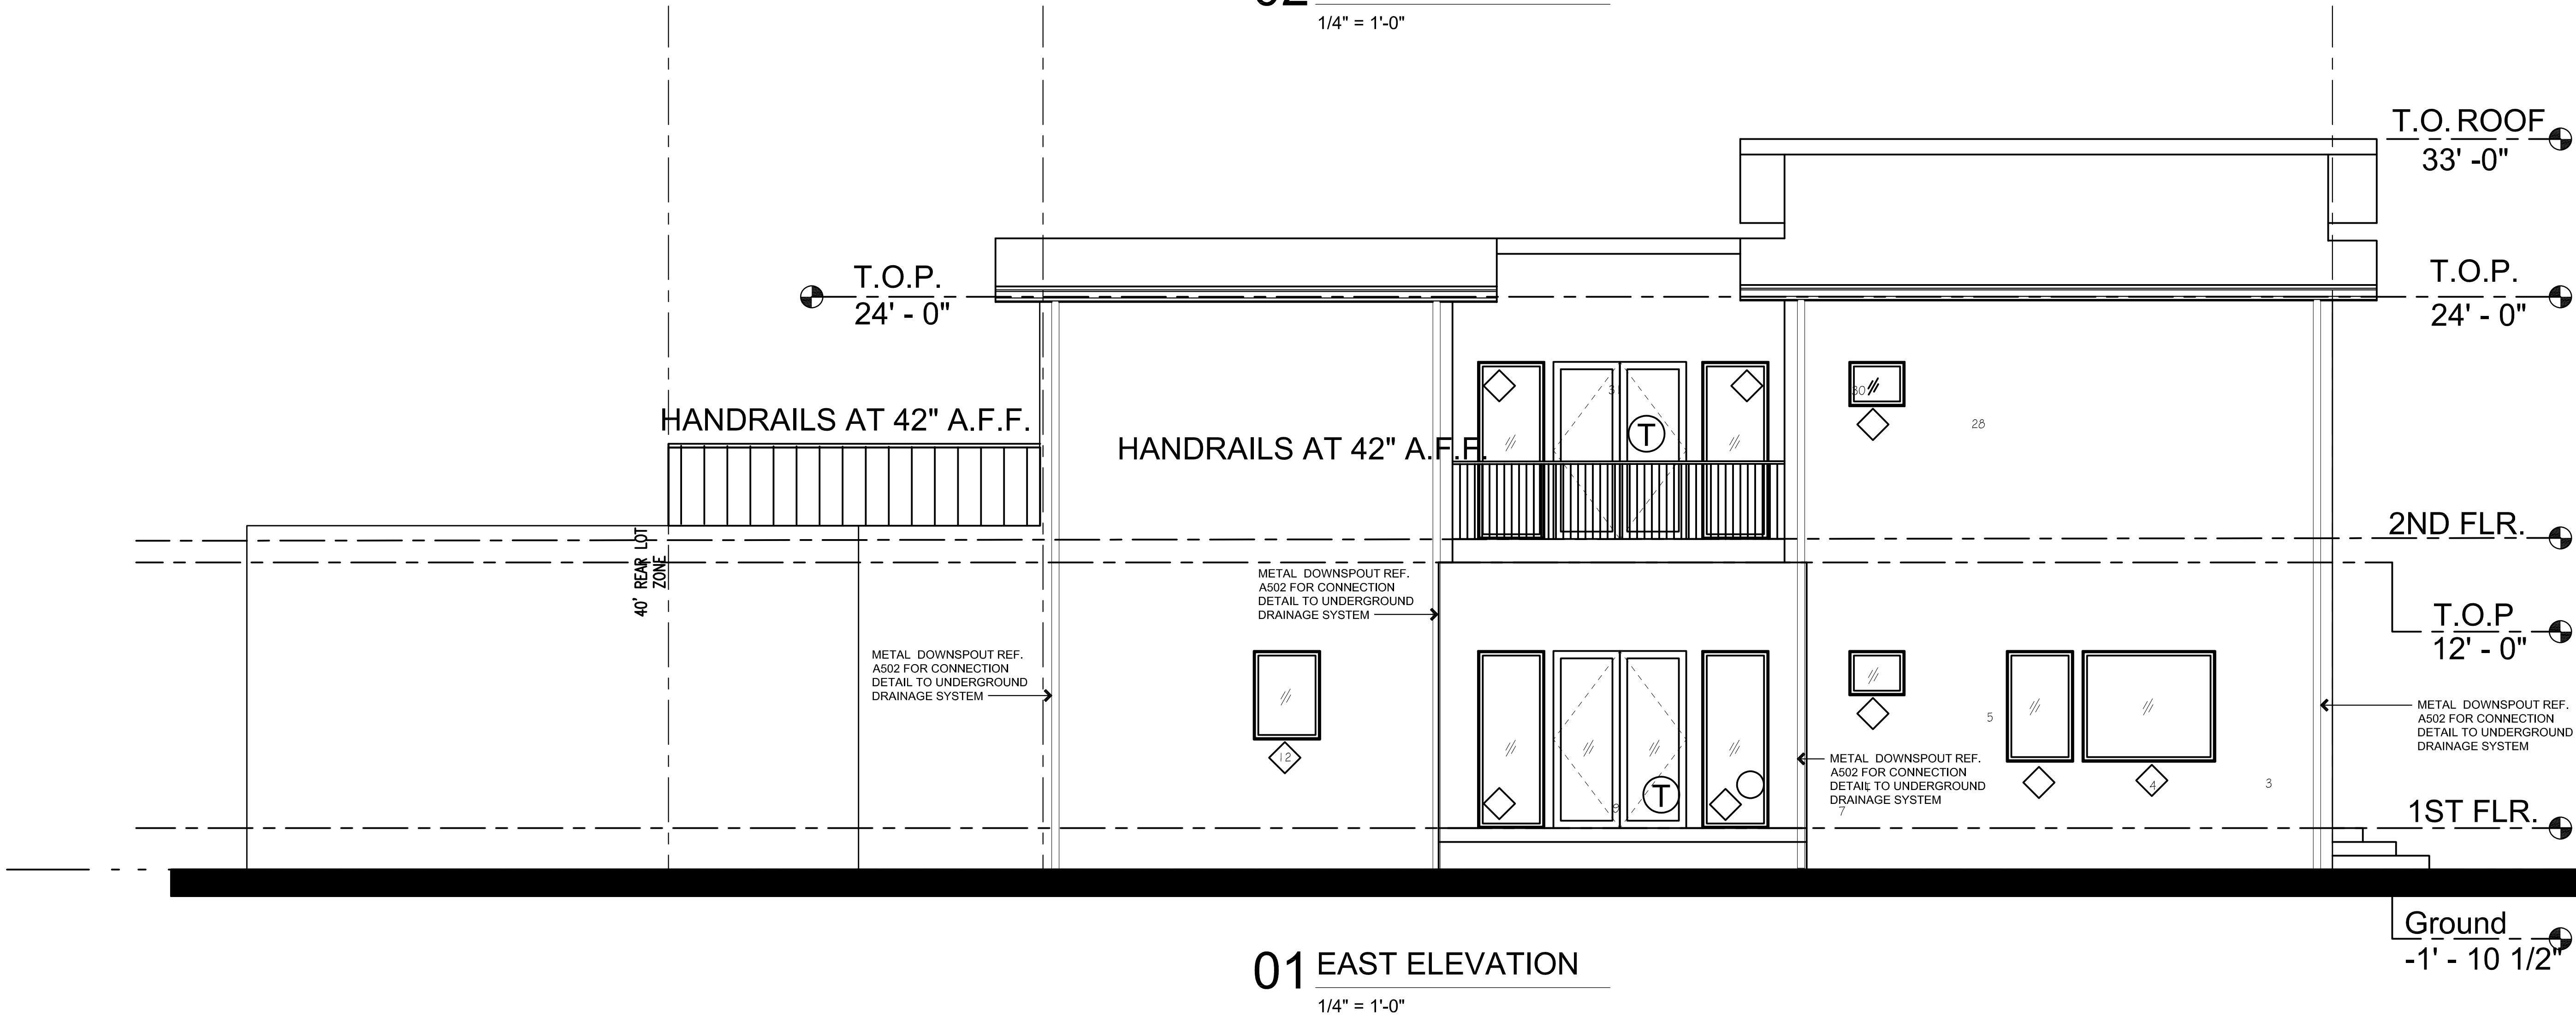 1/4" = 1'-0"
T.O. ROOF
33' -0"
T.O.P.
24' - 0"
T.O.P.
24' - 0"
HANDRAILS AT 42" A.F.F.
HANDRAILS AT 42" A.F.F.
31
30
28
T
2ND FLR.
40' REAR LOT
ZONE
METAL DOWNSPOUT REF.
A502 FOR CONNECTION
DETAIL TO UNDERGROUND
DRAINAGE SYSTEM
T.O.P
12' - 0"
METAL DOWNSPOUT REF.
A502 FOR CONNECTION
DETAIL TO UNDERGROUND
DRAINAGE SYSTEM
METAL DOWNSPOUT REF.
A502 FOR CONNECTION
DETAIL TO UNDERGROUND
DRAINAGE SYSTEM
5
12
METAL DOWNSPOUT REF.
A502 FOR CONNECTION
DETAIL TO UNDERGROUND
DRAINAGE SYSTEM
4
3
T
9
7
1ST FLR.
Ground
-1' - 10 1/2"
01 EAST ELEVATION
1/4" = 1'-0"